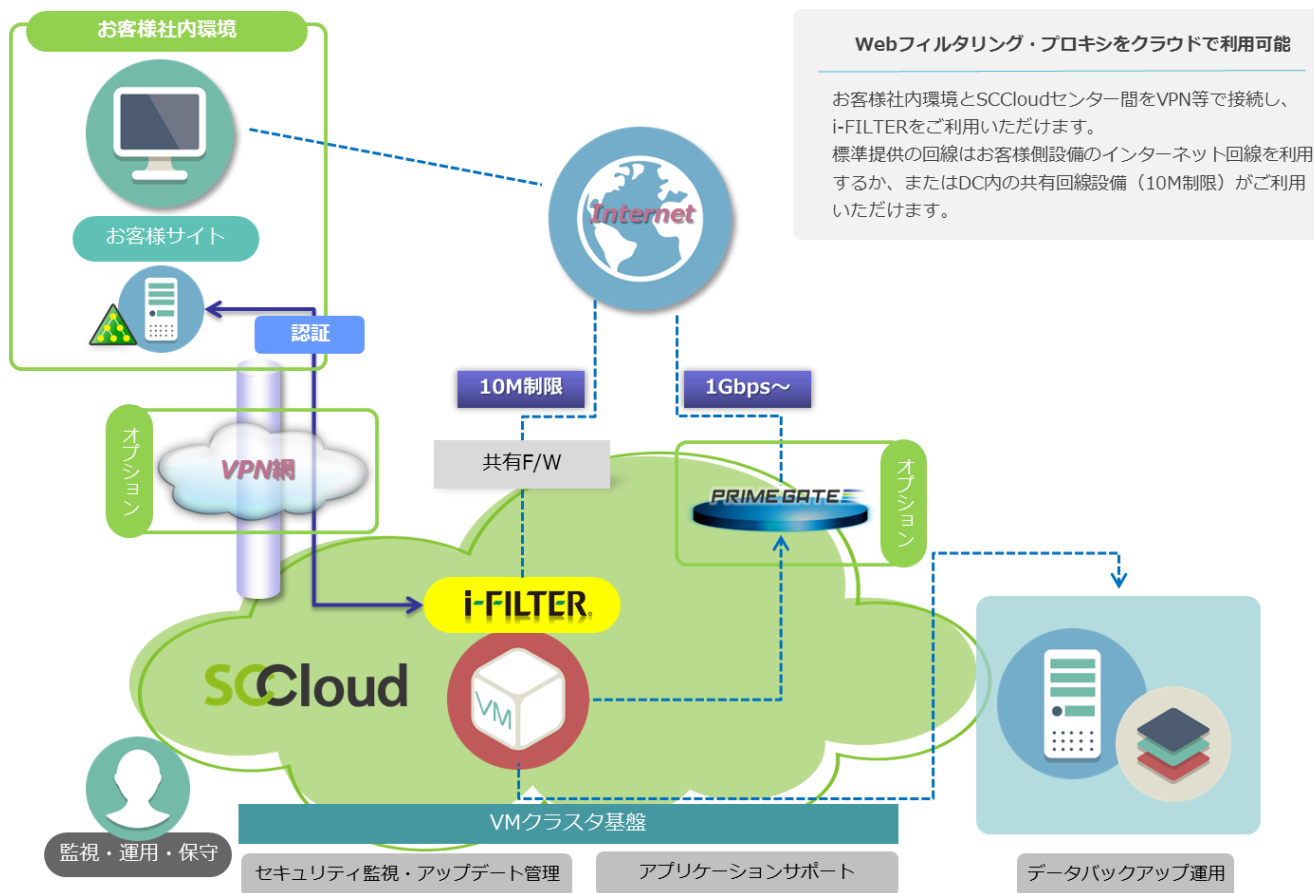 お客様社内環境
Webフィルタリング・プロキシをクラウドで利用可能
お客様社内環境とSCCloudセンター間をVPN等で接続し、
i-FILTERをご利用いただけます。
標準提供の回線はお客様側設備のインターネット回線を利用
するか、またはDC内の共有回線設備（10M制限）がご利用
いただけます。
Internet
お客様サイト
認証
10M制限
1Gbps～
オプション
VPN網
共有F/W
PRIME GATE
オプション
i-FILTER®
SCCloud
VM
監視・運用・保守
VMクラスタ基盤
セキュリティ監視・アップデート管理
アプリケーションサポート
データバックアップ運用